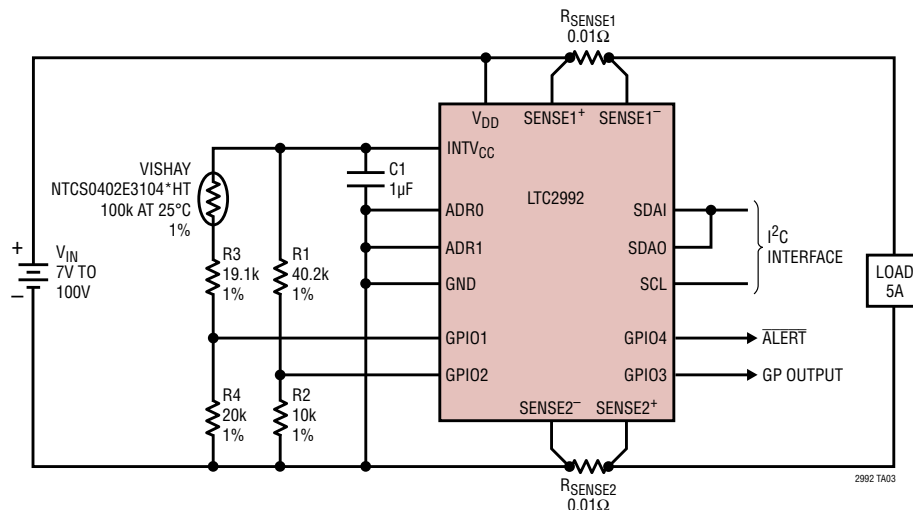 RSENSE1
0.01Ω
VDD
SENSE1+
SENSE1–
INTVCC
VISHAY
NTCS0402E3104*HT
100k AT 25°C
1%
C1
1µF
LTC2992
ADR0
SDAI
ADR1
SDAO
I2C
INTERFACE
+
VIN
7V TO
100V
–
R3
19.1k
1%
R1
40.2k
1%
GND
SCL
LOAD
5A
GPIO1
GPIO4
ALERT
GPIO2
GPIO3
GP OUTPUT
R4
20k
1%
R2
10k
1%
SENSE2–
SENSE2+
RSENSE2
0.01Ω
2992 TA03